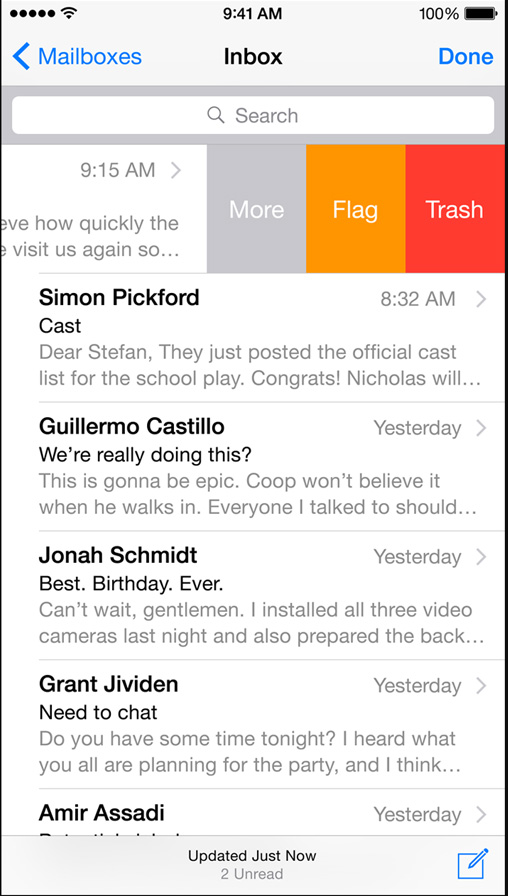 9:41 AM
100%
Mailboxes
Inbox
Done
Search
9:15 AM
eve how quickly the
e visit us again so…
More
Flag
Trash
Simon Pickford
8:32 AM
Cast
Dear Stefan, They just posted the official cast
list for the school play. Congrats! Nicholas will…
Guillermo Castillo
Yesterday
We’re really doing this?
This is gonna be epic. Coop won’t believe it
when he walks in. Everyone I talked to should…
Jonah Schmidt
Yesterday
Best. Birthday. Ever.
Can’t wait, gentlemen. I installed all three video
cameras last night and also prepared the back…
Grant Jividen
Yesterday
Need to chat
Do you have some time tonight? I heard what
you all are planning for the party, and I think…
Amir Assadi
Yesterday
Updated Just Now
2 Unread